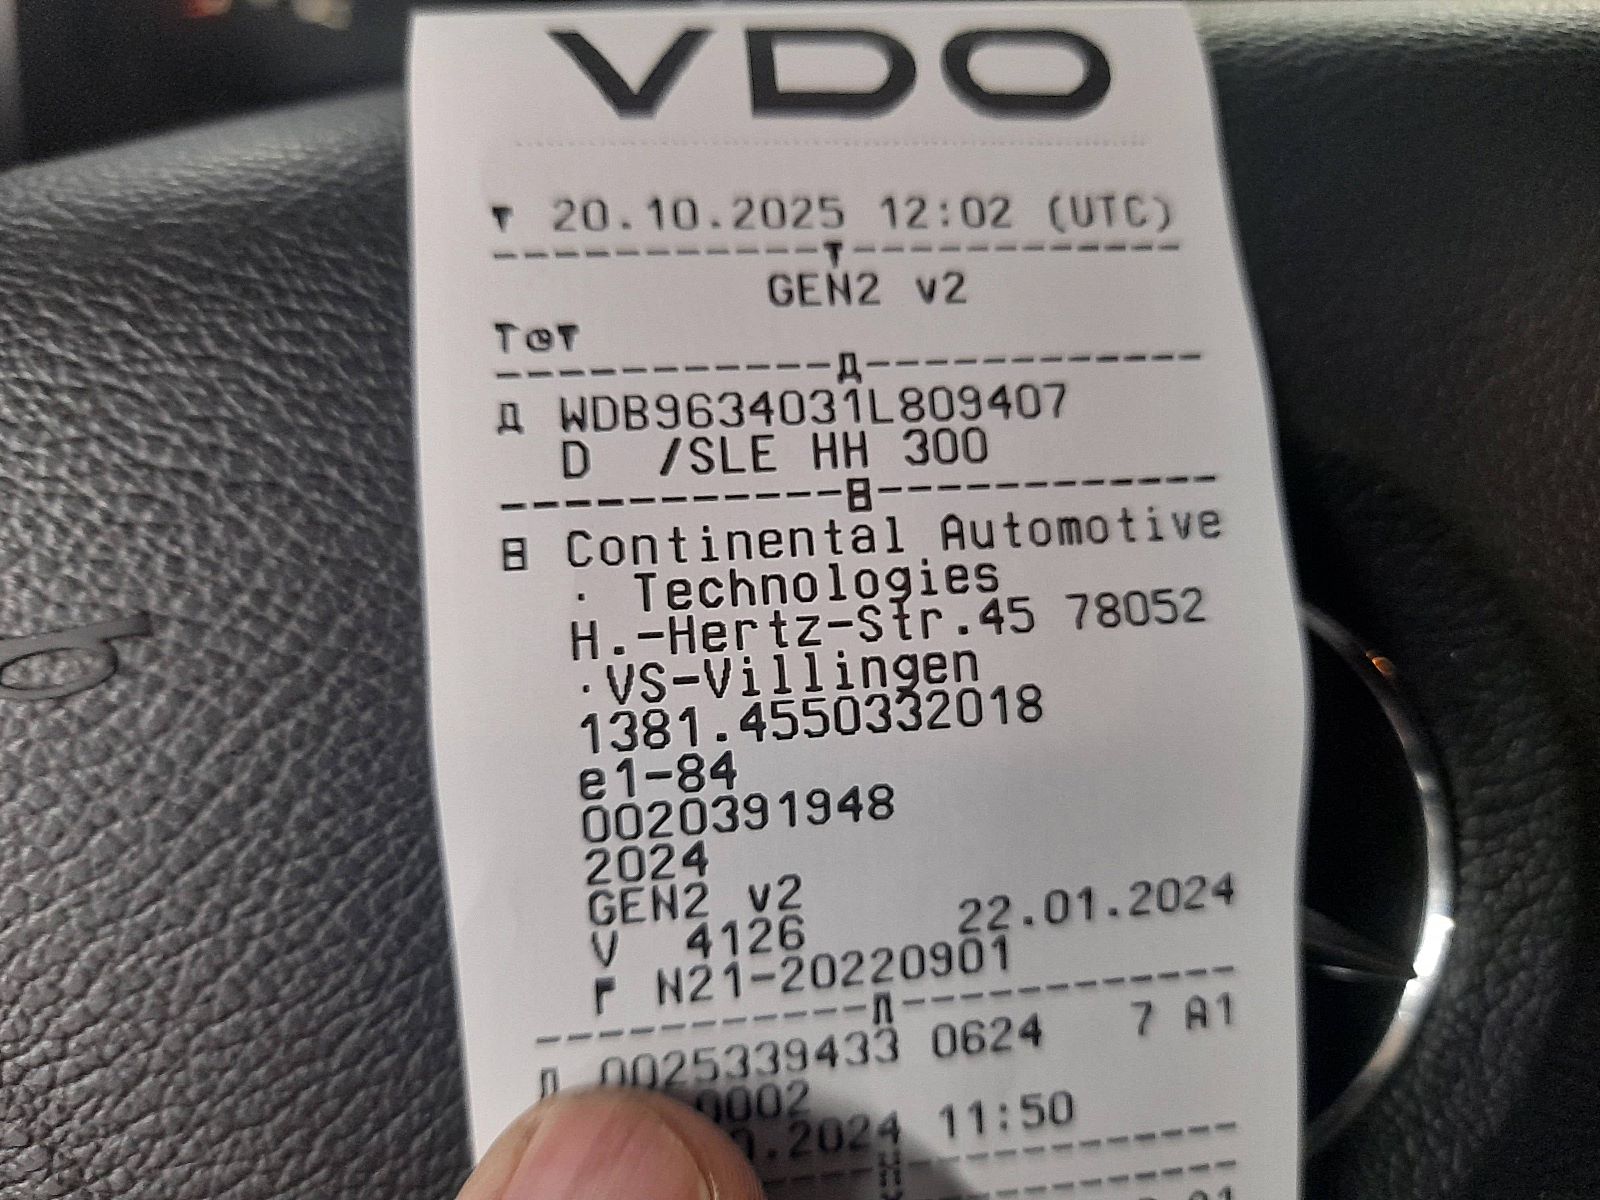 VDO
▼ 20.10.2025 12:02 (UTC)
-----------▼-----------
GEN2 v2
T⊙▼
-----------Д-----------
Д WDB9634031L809407
D /SLE HH 300
-----------B-----------
B Continental Automotive
. Technologies
H.-Hertz-Str.45 78052
.VS-Villingen
1381.4550332018
e1-84
0020391948
2024
GEN2 v2
V 4126 22.01.2024
N21-20220901
0025339433 0624 7 A1
0002
.2024 11:50